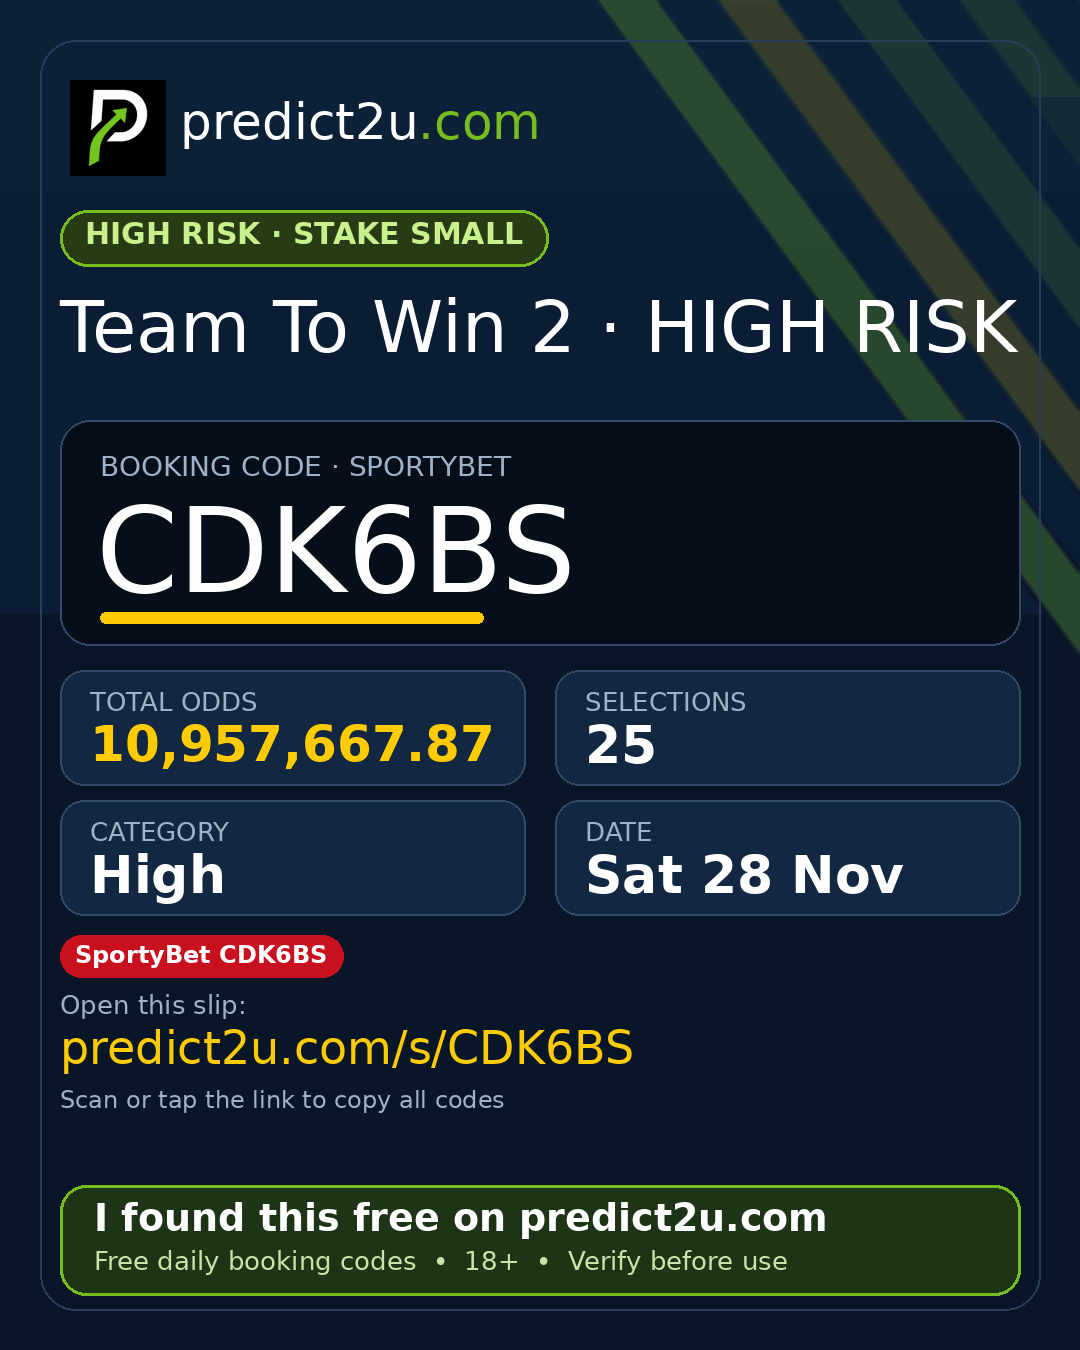 predict2u.com
HIGH RISK · STAKE SMALL
Team To Win 2 · HIGH RISK
BOOKING CODE · SPORTYBET
CDK6BS
TOTAL ODDS
10,957,667.87
SELECTIONS
25
CATEGORY
High
DATE
Sat 28 Nov
SportyBet CDK6BS
Open this slip:
predict2u.com/s/CDK6BS
Scan or tap the link to copy all codes
I found this free on predict2u.com
Free daily booking codes • 18+ • Verify before use